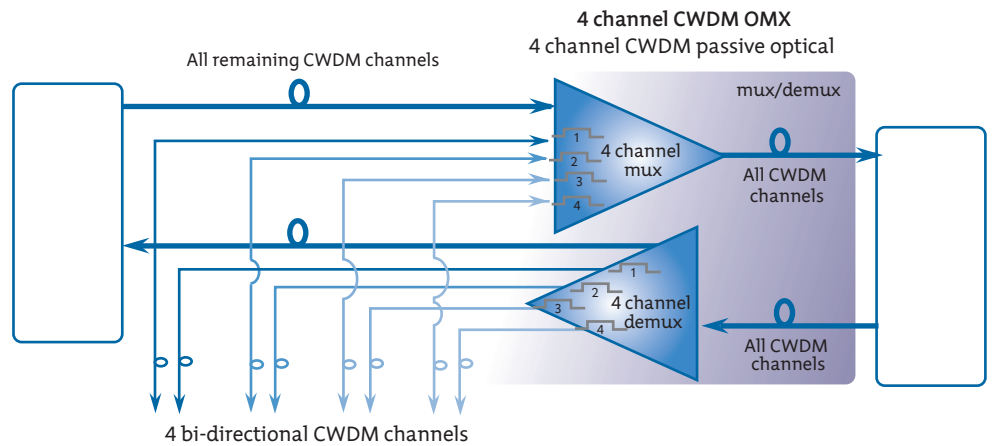 4 channel CWDM OMX
4 channel CWDM passive optical
mux/demux
All remaining CWDM channels
1
2
3
4
4 channel
mux
All CWDM
channels
1
2
3
4
4 channel
demux
All CWDM
channels
4 bi-directional CWDM channels